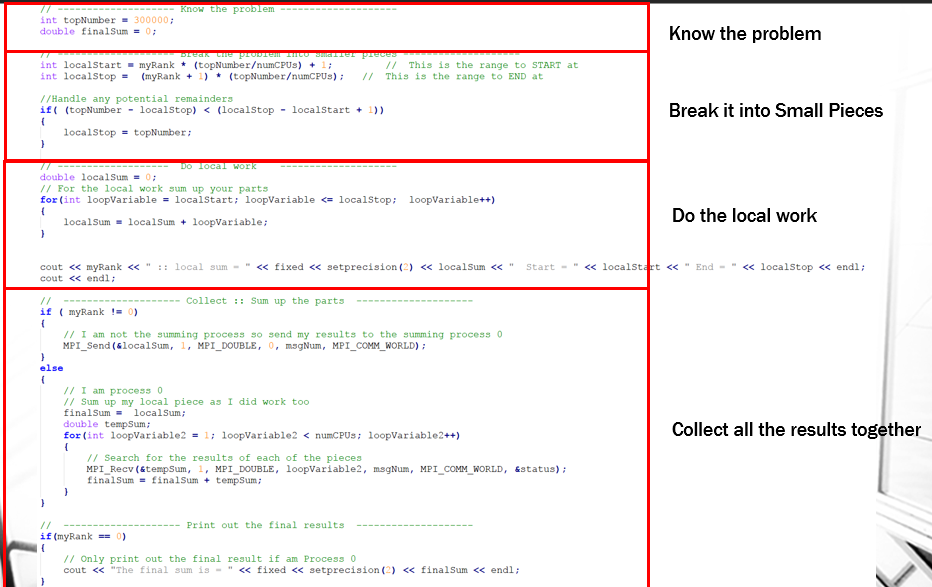 // ------------------- Know the problem --------------------
int topNumber = 300000;
double finalSum = 0;
Know the problem
// -------------------- Break the problem into smaller pieces --------------------
int localStart = myRank * (topNumber/numCPUs) + 1;         //  This is the range to START at
int localStop =  (myRank + 1) * (topNumber/numCPUs);   //  This is the range to END at
//Handle any potential remainders
if( (topNumber - localStop) < (localStop - localStart + 1))
{
    localStop = topNumber;
}
Break it into Small Pieces
// -------------------  Do local work    --------------------
double localSum = 0;
// For the local work sum up your parts
for(int loopVariable = localStart; loopVariable <= localStop;  loopVariable++)
{
    localSum = localSum + loopVariable;
}
cout << myRank << " :: local sum = " << fixed << setprecision(2) << localSum << "  Start = " << localStart << " End = " << localStop << endl;
cout << endl;
Do the local work
//  -------------------- Collect :: Sum up the parts  --------------------
if ( myRank != 0)
{
    // I am not the summing process so send my results to the summing process 0
    MPI_Send(&localSum, 1, MPI_DOUBLE, 0, msgNum, MPI_COMM_WORLD);
}
else
{
    // I am process 0
    // Sum up my local piece as I did work too
    finalSum =  localSum;
    double tempSum;
    for(int loopVariable2 = 1; loopVariable2 < numCPUs; loopVariable2++)
    {
        // Search for the results of each of the pieces
        MPI_Recv(&tempSum, 1, MPI_DOUBLE, loopVariable2, msgNum, MPI_COMM_WORLD, &status);
        finalSum = finalSum + tempSum;
    }
}
//  -------------------- Print out the final results  --------------------
if(myRank == 0)
{
    // Only print out the final result if am Process 0
    cout << "The final sum is = " << fixed << setprecision(2) << finalSum << endl;
}
Collect all the results together